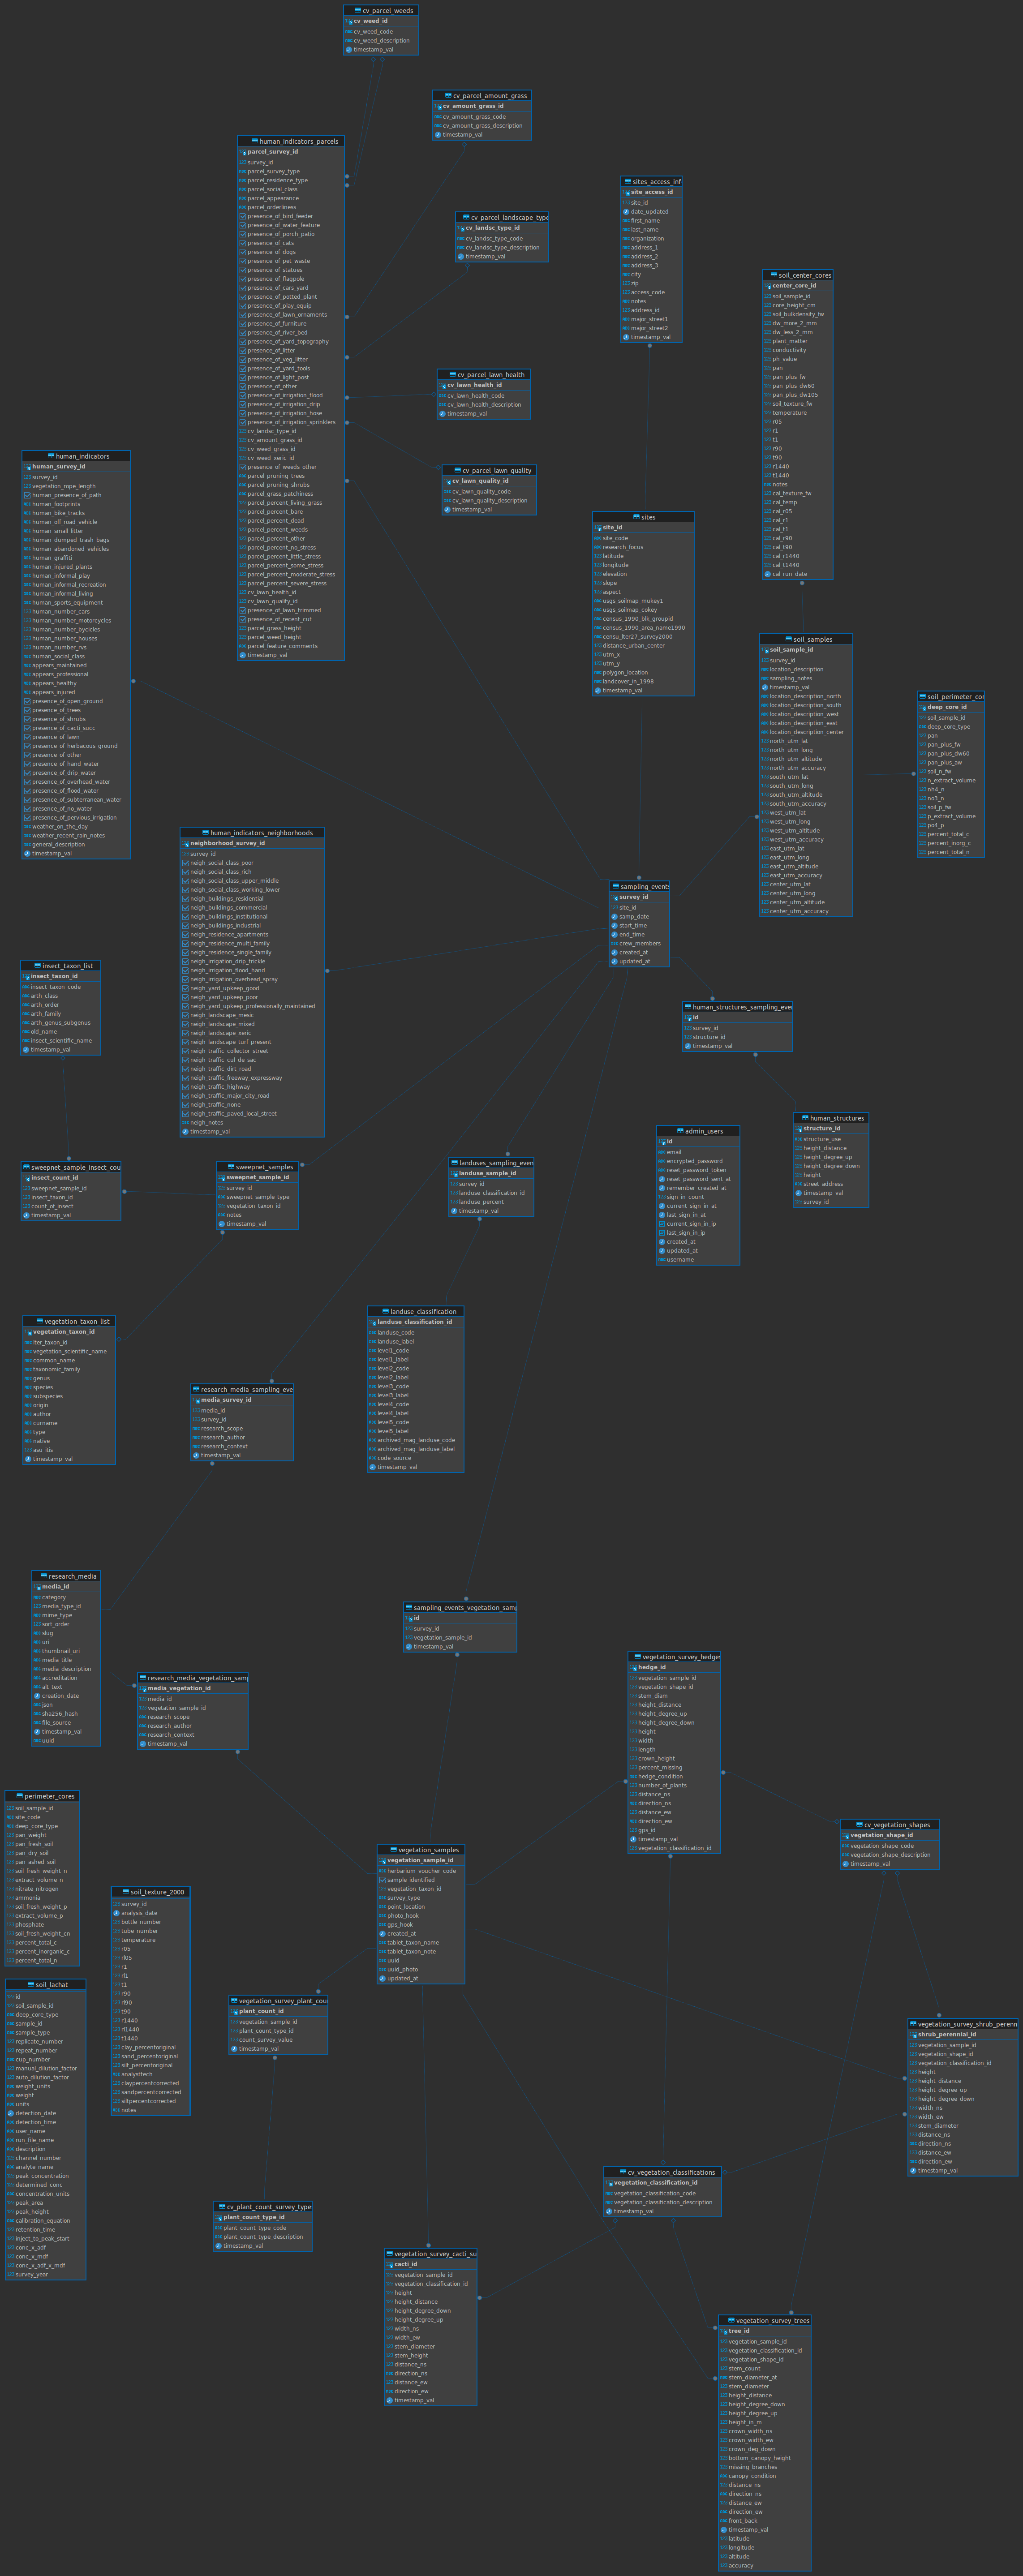 cv_parcel_weeds
cv_weed_id
cv_weed_code
cv_weed_description
timestamp_val
cv_parcel_amount_grass
cv_amount_grass_id
cv_amount_grass_code
cv_amount_grass_description
timestamp_val
human_indicators_parcels
parcel_survey_id
survey_id
parcel_survey_type
parcel_residence_type
parcel_social_class
parcel_appearance
parcel_orderliness
presence_of_bird_feeder
presence_of_water_feature
presence_of_porch_patio
presence_of_cats
presence_of_dogs
presence_of_pet_waste
presence_of_statues
presence_of_flagpole
presence_of_cars_yard
presence_of_potted_plant
presence_of_play_equip
presence_of_lawn_ornaments
presence_of_furniture
presence_of_river_bed
presence_of_yard_topography
presence_of_litter
presence_of_veg_litter
presence_of_yard_tools
presence_of_light_post
presence_of_other
presence_of_irrigation_flood
presence_of_irrigation_drip
presence_of_irrigation_hose
presence_of_irrigation_sprinklers
cv_landsc_type_id
cv_amount_grass_id
cv_weed_grass_id
cv_weed_xeric_id
presence_of_weeds_other
parcel_pruning_trees
parcel_pruning_shrubs
parcel_grass_patchiness
parcel_percent_living_grass
parcel_percent_bare
parcel_percent_dead
parcel_percent_weeds
parcel_percent_other
parcel_percent_no_stress
parcel_percent_little_stress
parcel_percent_some_stress
parcel_percent_moderate_stress
parcel_percent_severe_stress
cv_lawn_health_id
cv_lawn_quality_id
presence_of_lawn_trimmed
presence_of_recent_cut
parcel_grass_height
parcel_weed_height
parcel_feature_comments
timestamp_val
cv_parcel_landscape_type
cv_landsc_type_id
cv_landsc_type_code
cv_landsc_type_description
timestamp_val
sites_access_inf
site_access_id
site_id
date_updated
first_name
last_name
organization
address_1
address_2
address_3
city
zip
access_code
notes
address_id
major_street1
major_street2
timestamp_val
soil_center_cores
center_core_id
soil_sample_id
core_height_cm
soil_bulkdensity_fw
dw_more_2_mm
dw_less_2_mm
plant_matter
conductivity
ph_value
pan
pan_plus_fw
pan_plus_dw60
pan_plus_dw105
soil_texture_fw
temperature
r05
r1
t1
r90
t90
r1440
t1440
notes
cal_texture_fw
cal_temp
cal_r05
cal_r1
cal_t1
cal_r90
cal_t90
cal_r1440
cal_t1440
cal_run_date
cv_parcel_lawn_health
cv_lawn_health_id
cv_lawn_health_code
cv_lawn_health_description
timestamp_val
human_indicators
human_survey_id
survey_id
vegetation_rope_length
human_presence_of_path
human_footprints
human_bike_tracks
human_off_road_vehicle
human_small_litter
human_dumped_trash_bags
human_abandoned_vehicles
human_graffiti
human_injured_plants
human_informal_play
human_informal_recreation
human_informal_living
human_sports_equipment
human_number_cars
human_number_motorcycles
human_number_bycicles
human_number_houses
human_number_rvs
human_social_class
appears_maintained
appears_professional
appears_healthy
appears_injured
presence_of_open_ground
presence_of_trees
presence_of_shrubs
presence_of_cacti_succ
presence_of_lawn
presence_of_herbacous_ground
presence_of_other
presence_of_hand_water
presence_of_drip_water
presence_of_overhead_water
presence_of_flood_water
presence_of_subterranean_water
presence_of_no_water
presence_of_pervious_irrigation
weather_on_the_day
weather_recent_rain_notes
general_description
timestamp_val
cv_parcel_lawn_quality
cv_lawn_quality_id
cv_lawn_quality_code
cv_lawn_quality_description
timestamp_val
sites
site_id
site_code
research_focus
latitude
longitude
elevation
slope
aspect
usgs_soilmap_mukey1
usgs_soilmap_cokey
census_1990_blk_groupid
census_1990_area_name1990
censu_lter27_survey2000
distance_urban_center
utm_x
utm_y
polygon_location
landcover_in_1998
timestamp_val
soil_samples
soil_sample_id
survey_id
location_description
sampling_notes
timestamp_val
location_description_north
location_description_south
location_description_west
location_description_east
location_description_center
north_utm_lat
north_utm_long
north_utm_altitude
north_utm_accuracy
south_utm_lat
south_utm_long
south_utm_altitude
south_utm_accuracy
west_utm_lat
west_utm_long
west_utm_altitude
west_utm_accuracy
east_utm_lat
east_utm_long
east_utm_altitude
east_utm_accuracy
center_utm_lat
center_utm_long
center_utm_altitude
center_utm_accuracy
soil_perimeter_co
deep_core_id
soil_sample_id
deep_core_type
pan
pan_plus_fw
pan_plus_dw60
pan_plus_aw
soil_n_fw
n_extract_volume
nh4_n
no3_n
soil_p_fw
p_extract_volume
po4_p
percent_total_c
percent_inorg_c
percent_total_n
human_indicators_neighborhoods
neighborhood_survey_id
survey_id
neigh_social_class_poor
neigh_social_class_rich
neigh_social_class_upper_middle
neigh_social_class_working_lower
neigh_buildings_residential
neigh_buildings_commercial
neigh_buildings_institutional
neigh_buildings_industrial
neigh_residence_apartments
neigh_residence_multi_family
neigh_residence_single_family
neigh_irrigation_drip_trickle
neigh_irrigation_flood_hand
neigh_irrigation_overhead_spray
neigh_yard_upkeep_good
neigh_yard_upkeep_poor
neigh_yard_upkeep_professionally_maintained
neigh_landscape_mesic
neigh_landscape_mixed
neigh_landscape_xeric
neigh_landscape_turf_present
neigh_traffic_collector_street
neigh_traffic_cul_de_sac
neigh_traffic_dirt_road
neigh_traffic_freeway_expressway
neigh_traffic_highway
neigh_traffic_major_city_road
neigh_traffic_none
neigh_traffic_paved_local_street
neigh_notes
timestamp_val
sampling_events
survey_id
site_id
samp_date
start_time
end_time
crew_members
created_at
updated_at
insect_taxon_list
insect_taxon_id
insect_taxon_code
arth_class
arth_order
arth_family
arth_genus_subgenus
old_name
insect_scientific_name
timestamp_val
human_structures_sampling_eve
id
survey_id
structure_id
timestamp_val
human_structures
structure_id
structure_use
height_distance
height_degree_up
height_degree_down
height
street_address
timestamp_val
survey_id
admin_users
id
email
encrypted_password
reset_password_token
reset_password_sent_at
remember_created_at
sign_in_count
current_sign_in_at
last_sign_in_at
current_sign_in_ip
last_sign_in_ip
created_at
updated_at
username
sweepnet_sample_insect_cou
insect_count_id
sweepnet_sample_id
insect_taxon_id
count_of_insect
timestamp_val
sweepnet_samples
sweepnet_sample_id
survey_id
sweepnet_sample_type
vegetation_taxon_id
notes
timestamp_val
landuses_sampling_even
landuse_sample_id
survey_id
landuse_classification_id
landuse_percent
timestamp_val
vegetation_taxon_list
vegetation_taxon_id
lter_taxon_id
vegetation_scientific_name
common_name
taxonomic_family
genus
species
subspecies
origin
author
curname
type
native
asu_itis
timestamp_val
landuse_classification
landuse_classification_id
landuse_code
landuse_label
level1_code
level1_label
level2_code
level2_label
level3_code
level3_label
level4_code
level4_label
level5_code
level5_label
archived_mag_landuse_code
archived_mag_landuse_label
code_source
timestamp_val
research_media_sampling_eve
media_survey_id
media_id
survey_id
research_scope
research_author
research_context
timestamp_val
research_media
media_id
category
media_type_id
mime_type
sort_order
slug
uri
thumbnail_uri
media_title
media_description
accreditation
alt_text
creation_date
json
sha256_hash
file_source
timestamp_val
uuid
sampling_events_vegetation_samp
id
survey_id
vegetation_sample_id
timestamp_val
research_media_vegetation_sam
media_vegetation_id
media_id
vegetation_sample_id
research_scope
research_author
research_context
timestamp_val
vegetation_survey_hedges
hedge_id
vegetation_sample_id
vegetation_shape_id
stem_diam
height_distance
height_degree_up
height_degree_down
height
width
length
crown_height
percent_missing
hedge_condition
number_of_plants
distance_ns
direction_ns
distance_ew
direction_ew
gps_id
timestamp_val
vegetation_classification_id
perimeter_cores
soil_sample_id
site_code
deep_core_type
pan_weight
pan_fresh_soil
pan_dry_soil
pan_ashed_soil
soil_fresh_weight_n
extract_volume_n
nitrate_nitrogen
ammonia
soil_fresh_weight_p
extract_volume_p
phosphate
soil_fresh_weight_cn
percent_total_c
percent_inorganic_c
percent_total_n
cv_vegetation_shapes
vegetation_shape_id
vegetation_shape_code
vegetation_shape_description
timestamp_val
vegetation_samples
vegetation_sample_id
herbarium_voucher_code
sample_identified
vegetation_taxon_id
survey_type
point_location
photo_hook
gps_hook
created_at
tablet_taxon_name
tablet_taxon_note
uuid
uuid_photo
updated_at
soil_texture_2000
survey_id
analysis_date
bottle_number
tube_number
temperature
r05
rl05
r1
rl1
t1
r90
rl90
t90
r1440
rl1440
t1440
clay_percentoriginal
sand_percentoriginal
silt_percentoriginal
analysttech
claypercentcorrected
sandpercentcorrected
siltpercentcorrected
notes
soil_lachat
id
soil_sample_id
deep_core_type
sample_id
sample_type
replicate_number
repeat_number
cup_number
manual_dilution_factor
auto_dilution_factor
weight_units
weight
units
detection_date
detection_time
user_name
run_file_name
description
channel_number
analyte_name
peak_concentration
determined_conc
concentration_units
peak_area
peak_height
calibration_equation
retention_time
inject_to_peak_start
conc_x_adf
conc_x_mdf
conc_x_adf_x_mdf
survey_year
vegetation_survey_plant_cou
plant_count_id
vegetation_sample_id
plant_count_type_id
count_survey_value
timestamp_val
vegetation_survey_shrub_perenn
shrub_perennial_id
vegetation_sample_id
vegetation_shape_id
vegetation_classification_id
height
height_distance
height_degree_up
height_degree_down
width_ns
width_ew
stem_diameter
distance_ns
direction_ns
distance_ew
direction_ew
timestamp_val
cv_vegetation_classifications
vegetation_classification_id
vegetation_classification_code
vegetation_classification_description
timestamp_val
cv_plant_count_survey_type
plant_count_type_id
plant_count_type_code
plant_count_type_description
timestamp_val
vegetation_survey_cacti_su
cacti_id
vegetation_sample_id
vegetation_classification_id
height
height_distance
height_degree_down
height_degree_up
width_ns
width_ew
stem_diameter
stem_height
distance_ns
direction_ns
distance_ew
direction_ew
timestamp_val
vegetation_survey_trees
tree_id
vegetation_sample_id
vegetation_classification_id
vegetation_shape_id
stem_count
stem_diameter_at
stem_diameter
height_distance
height_degree_down
height_degree_up
height_in_m
crown_width_ns
crown_width_ew
crown_deg_down
bottom_canopy_height
missing_branches
canopy_condition
distance_ns
direction_ns
distance_ew
direction_ew
front_back
timestamp_val
latitude
longitude
altitude
accuracy